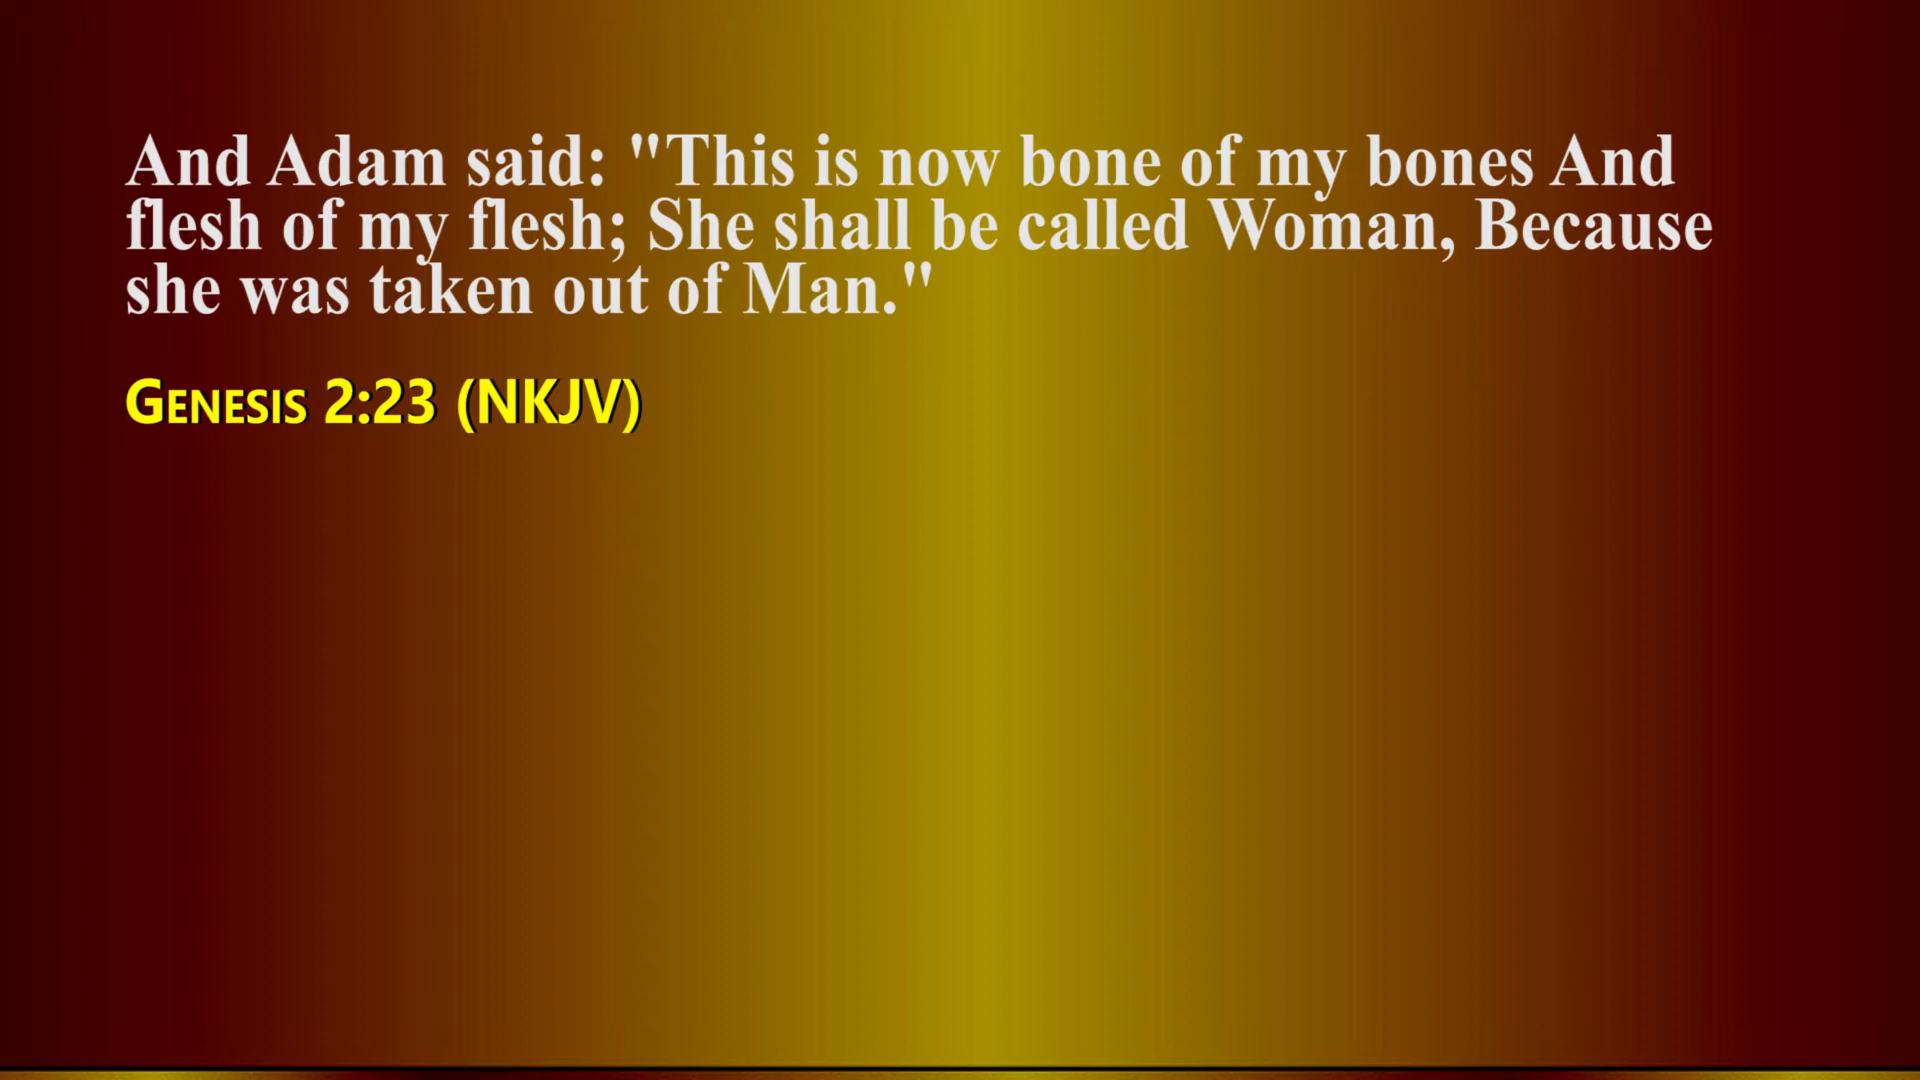 And Adam said: "This is now bone of my bones And
flesh of my flesh; She shall be called Woman, Because
she was taken out of Man."
Genesis 2:23 (NKJV)